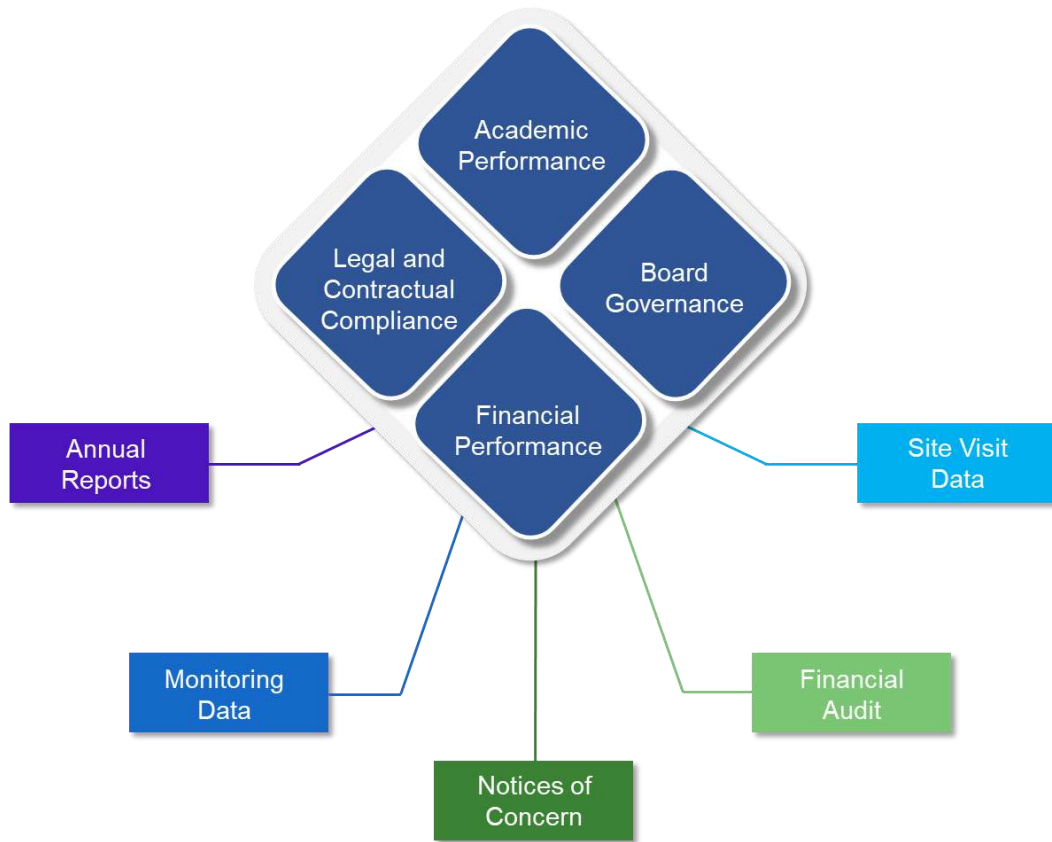 Academic
Performance
Legal and
Contractual
Compliance
Board
Governance
Financial
Performance
Annual
Reports
Site Visit
Data
Monitoring
Data
Financial
Audit
Notices of
Concern